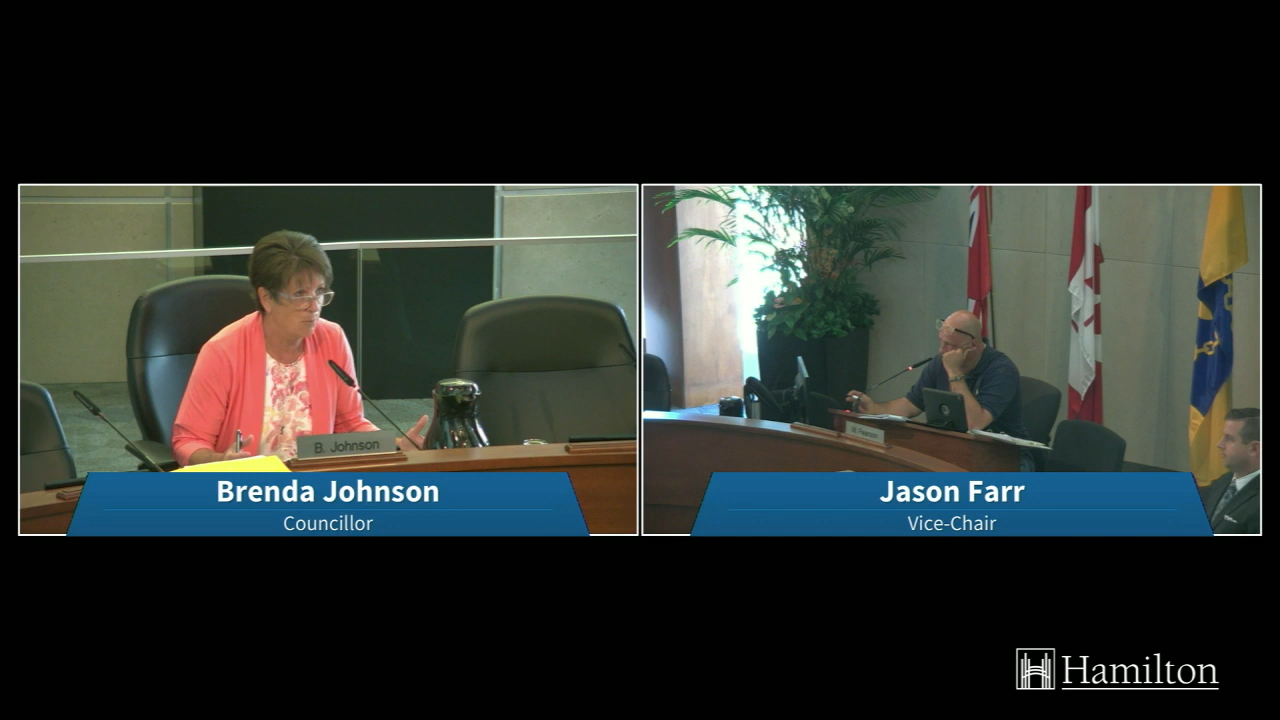 B. Johnson
Brenda Johnson
Councillor
Jason Farr
Vice-Chair
Hamilton